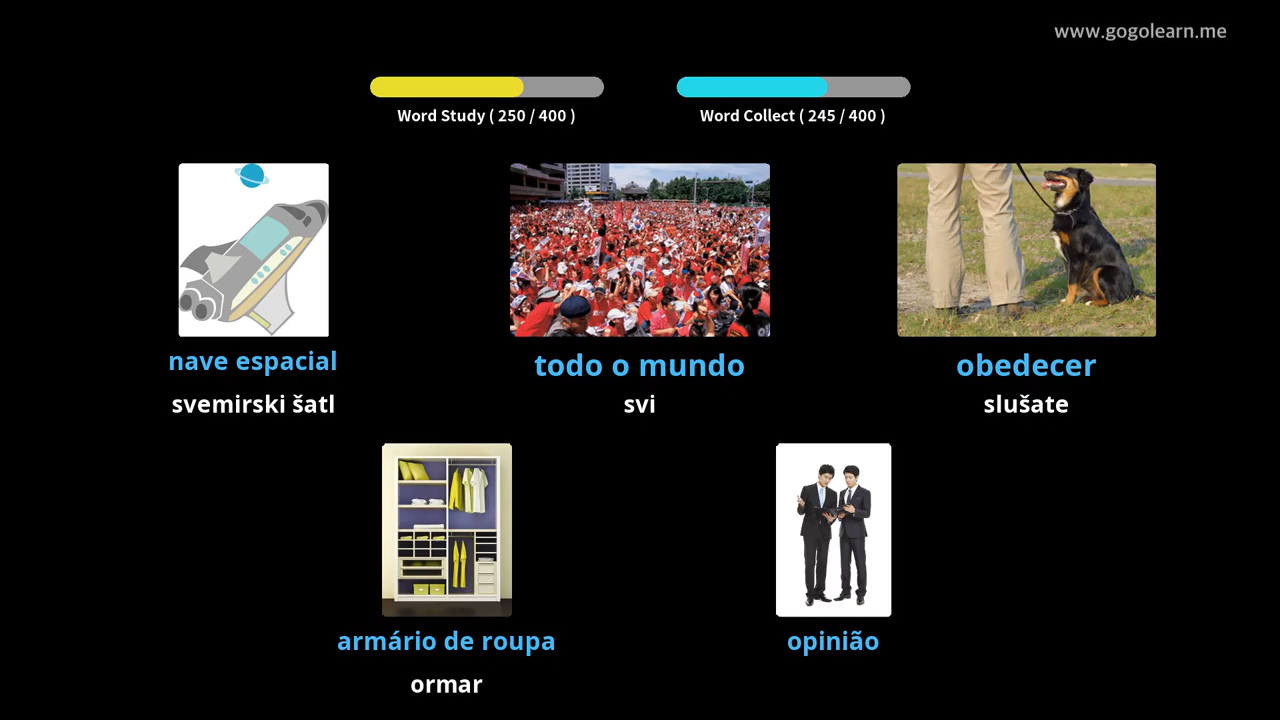 www.gogolearn.me
Word Study ( 250 / 400 )
Word Collect ( 245 / 400 )
nave espacial
svemirski šatl
todo o mundo
svi
obedecer
slušate
armário de roupa
ormar
opinião